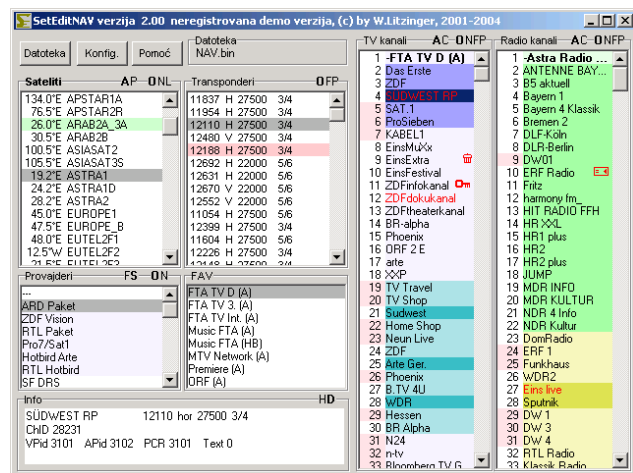 SetEditNAV verzija 2.00 neregistrovana demo verzija, (c) by W.Litzinger, 2001-2004
Datoteka
Konfig.
Pomoć
Datoteka
NAV.bin
Sateliti AP ONL
134.0°E APSTAR1A
76.5°E APSTAR2R
26.0°E ARAB2A_3A
30.5°E ARAB2B
100.5°E ASIASAT2
105.5°E ASIASAT3S
19.2°E ASTRA1
24.2°E ASTRA1D
28.2°E ASTRA2
45.0°E EUROPE1
47.5°E EUROPE_B
48.0°E EUTEL2F1
12.5°W EUTEL2F2
21.5°E EUTEL2F3
Transponderi OFP
11837 H 27500 3/4
11954 H 27500 3/4
12110 H 27500 3/4
12480 V 27500 3/4
12188 H 27500 3/4
12692 H 22000 5/6
12631 H 22000 5/6
12670 V 22000 5/6
12552 V 22000 5/6
11054 H 27500 5/6
12399 H 27500 5/6
11604 H 27500 5/6
12226 H 27500 3/4
12148 H 27500 3/4
Provajderi FS ON
---
ARD Paket
ZDF Vision
RTL Paket
Pro7/Sat1
Hotbird Arte
RTL Hotbird
SF DRS
FAV
FTA TV D (A)
FTA TV 3. (A)
FTA TV Int. (A)
Music FTA (A)
Music FTA (HB)
MTV Network (A)
Premiere (A)
ORF (A)
Info HD
SÜDWEST RP 12110 hor 27500 3/4
ChID 28231
VPid 3101 APid 3102 PCR 3101 Text 0
TV kanali AC ONFP
1 -FTA TV D (A)
2 Das Erste
3 ZDF
4 SÜDWEST RP
5 SAT.1
6 ProSieben
7 KABEL1
8 EinsMuXx
9 EinsExtra
10 EinsFestival
11 ZDFinfokanal
12 ZDFdokukanal
13 ZDFtheaterkanal
14 BR-alpha
15 Phoenix
16 ORF 2 E
17 arte
18 XXP
19 TV Travel
20 TV Shop
21 Sudwest
22 Home Shop
23 Neun Live
24 ZDF
25 Arte Ger.
26 Phoenix
27 B.TV 4U
28 WDR
29 Hessen
30 BR Alpha
31 N24
32 n-tv
33 Bloomberg TV G
Radio kanali AC ONFP
1 -Astra Radio ...
2 ANTENNE BAY...
3 B5 aktuell
4 Bayern 1
5 Bayern 4 Klassik
6 Bremen 2
7 DLF-Köln
8 DLR-Berlin
9 DW01
10 ERF Radio
11 Fritz
12 harmony fm_
13 HIT RADIO FFH
14 HR XXL
15 HR1 plus
16 HR2
17 HR2 plus
18 JUMP
19 MDR INFO
20 MDR KULTUR
21 NDR 4 Info
22 NDR Kultur
23 DomRadio
24 ERF 1
25 Funkhaus
26 WDR2
27 Eins live
28 Sputnik
29 DW 1
30 DW 3
31 DW 4
32 RTL Radio
33 Klassik Radio